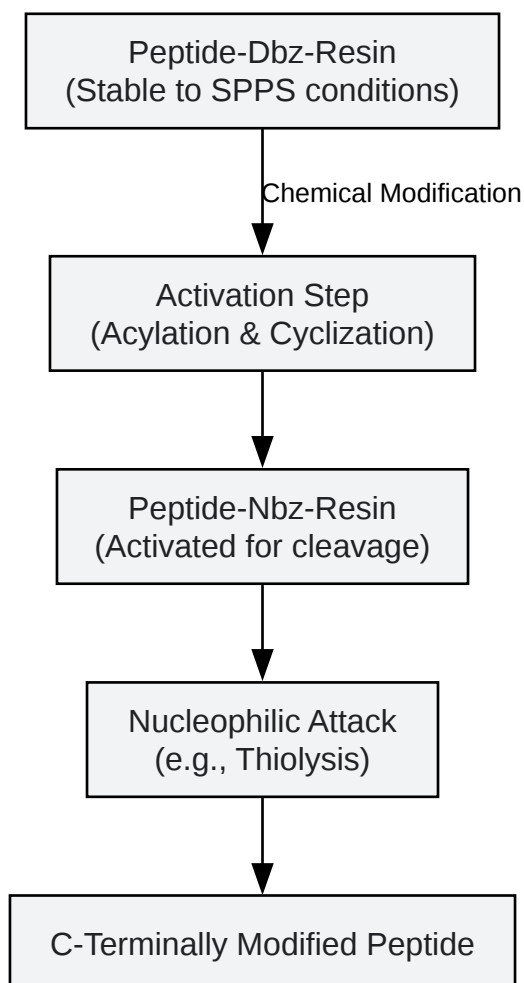 Peptide-Dbz-Resin
(Stable to SPPS conditions)
Chemical Modification
Activation Step
(Acylation & Cyclization)
Peptide-Nbz-Resin
(Activated for cleavage)
Nucleophilic Attack
(e.g., Thiolysis)
C-Terminally Modified Peptide